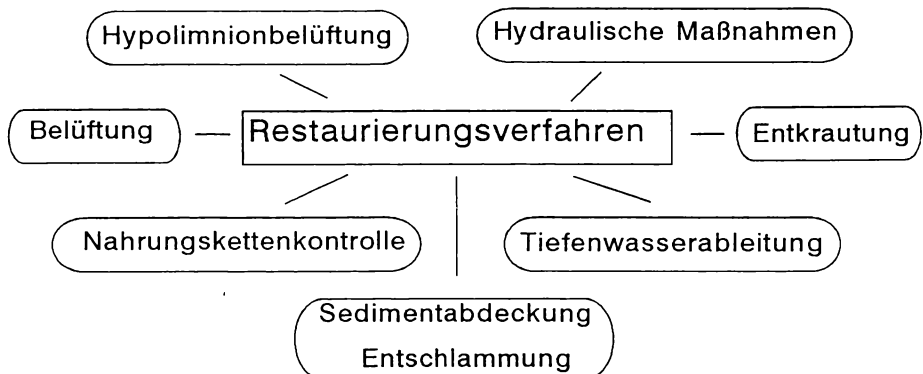 Hypolimnionbelüftung
Hydraulische Maßnahmen
Belüftung
Restaurierungsverfahren
Entkrautung
Nahrungskettenkontrolle
Tiefenwasserableitung
Sedimentabdeckung
Entschlammung